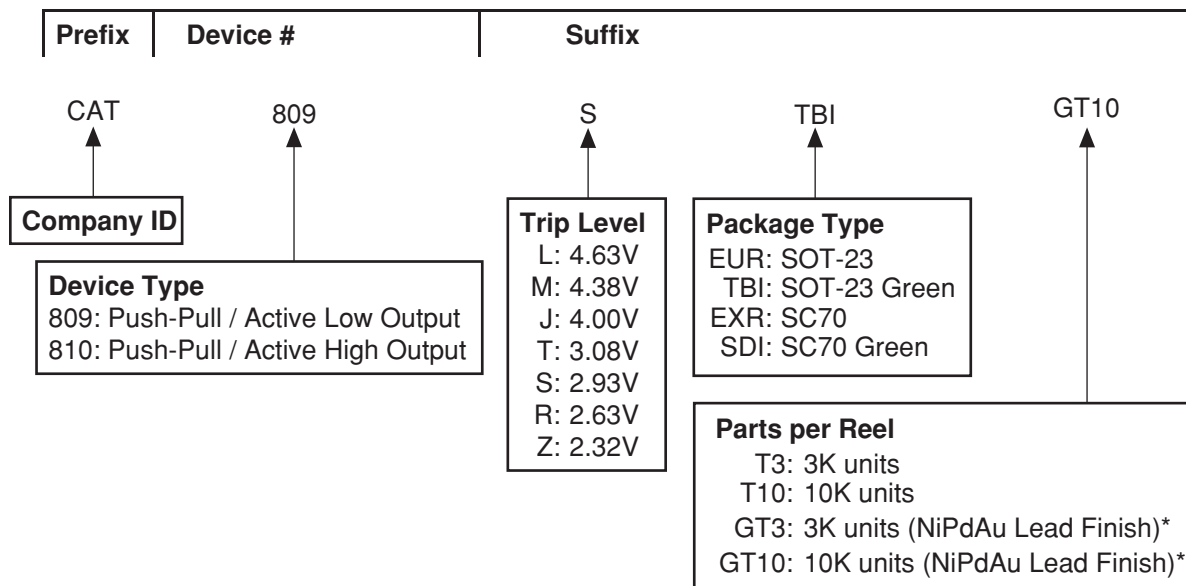 Prefix Device # Suffix
CAT 809 S TBI GT10
Company ID
Device Type
809: Push-Pull / Active Low Output
810: Push-Pull / Active High Output
Trip Level
L: 4.63V
M: 4.38V
J: 4.00V
T: 3.08V
S: 2.93V
R: 2.63V
Z: 2.32V
Package Type
EUR: SOT-23
TBI: SOT-23 Green
EXR: SC70
SDI: SC70 Green
Parts per Reel
T3: 3K units
T10: 10K units
GT3: 3K units (NiPdAu Lead Finish)*
GT10: 10K units (NiPdAu Lead Finish)*